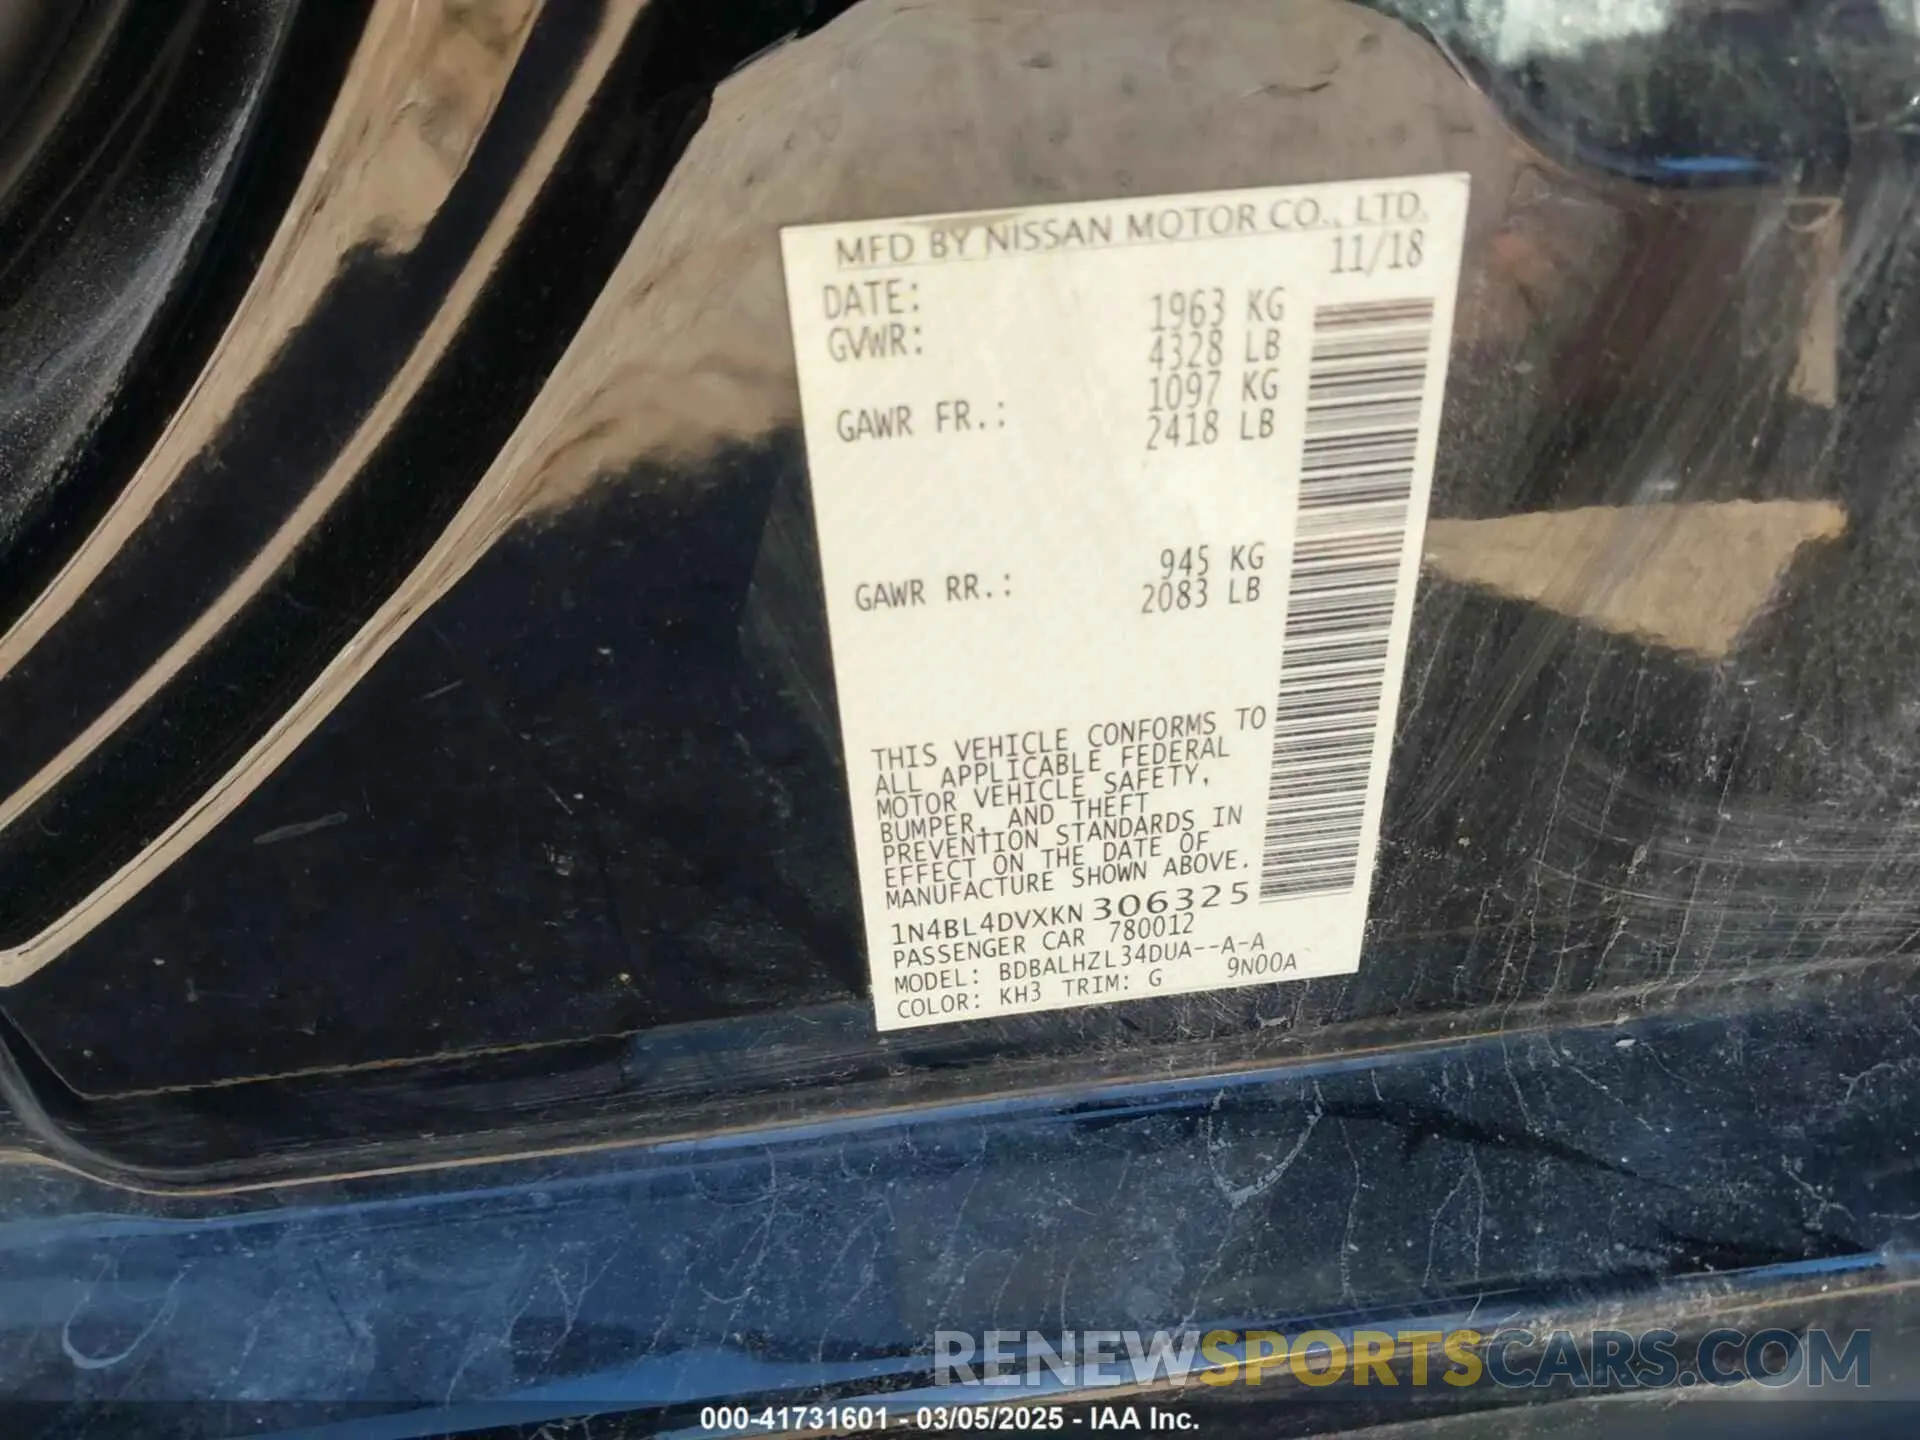 MFD BY NISSAN MOTOR CO., LTD.
DATE: 11/18
GVWR: 1963 KG
4328 LB
GAWR FR.: 1097 KG
2418 LB
GAWR RR.: 945 KG
2083 LB
THIS VEHICLE CONFORMS TO
ALL APPLICABLE FEDERAL
MOTOR VEHICLE SAFETY,
BUMPER, AND THEFT
PREVENTION STANDARDS IN
EFFECT ON THE DATE OF
MANUFACTURE SHOWN ABOVE.
1N4BL4DVXKN306325
PASSENGER CAR 780012
MODEL: BDBALHZL34DUA--A-A
COLOR: KH3 TRIM: G 9N00A
RENEWSPORTSCARS.COM
000-41731601 - 03/05/2025 - IAA Inc.